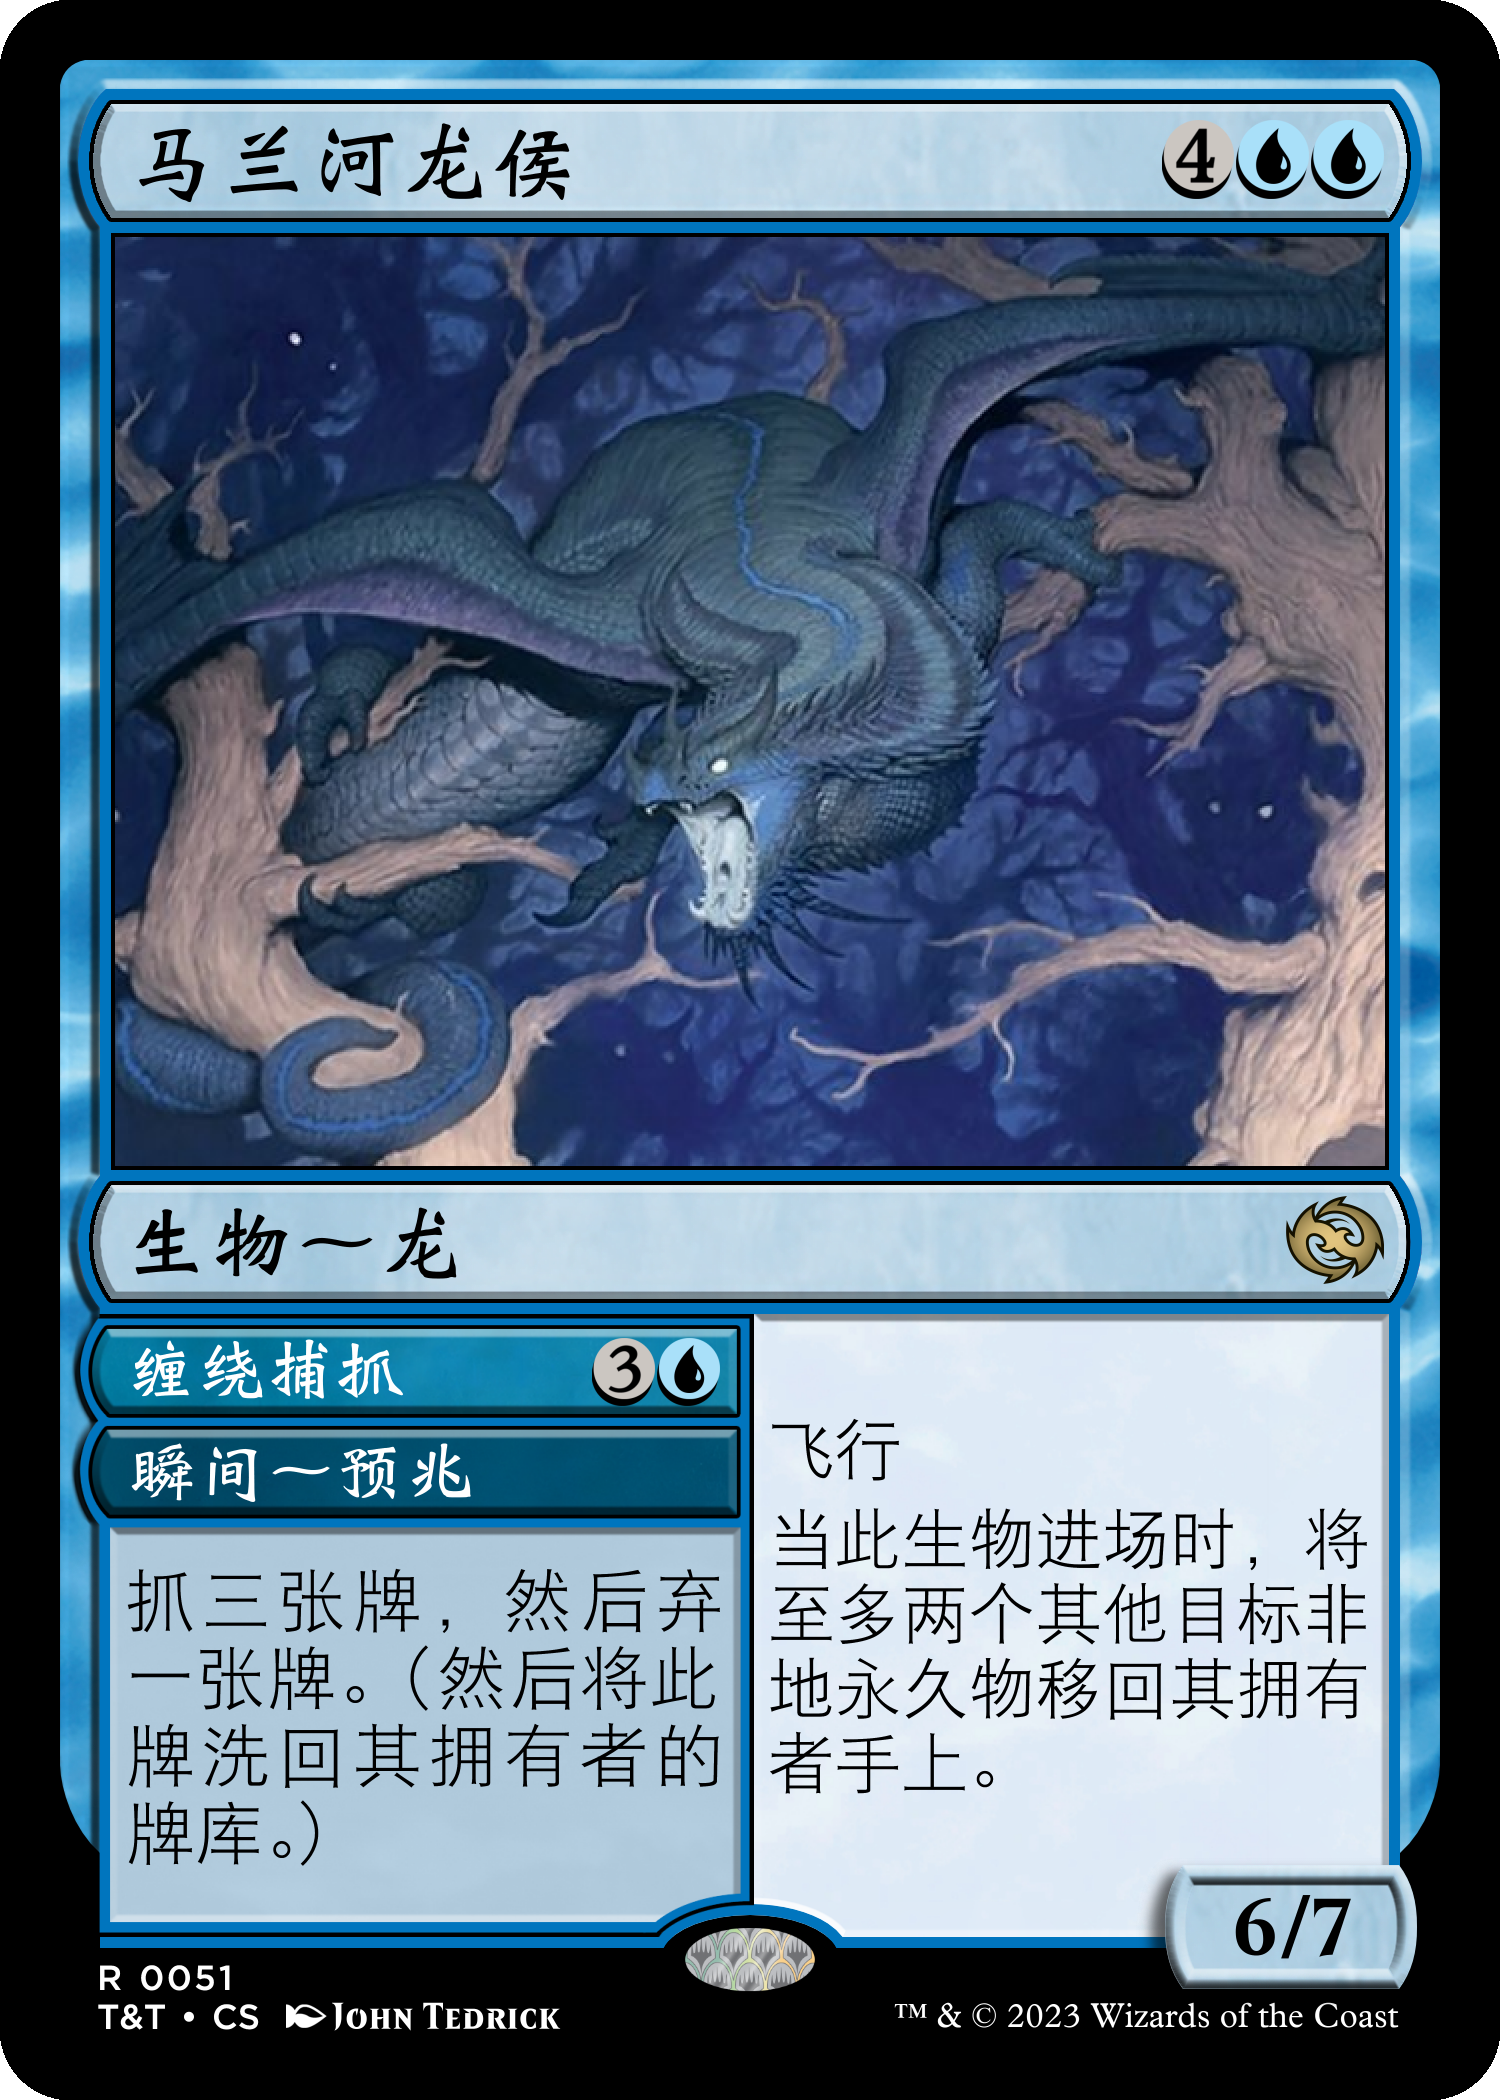 马兰河龙侯 4
生物～龙
缠绕捕抓 3
瞬间～预兆
抓三张牌，然后弃
一张牌。（然后将此
牌洗回其拥有者的
牌库。）
飞行
当此生物进场时，将
至多两个其他目标非
地永久物移回其拥有
者手上。
6/7
R 0051
T&T • CS JOHN TEDRICK
™ & © 2023 Wizards of the Coast